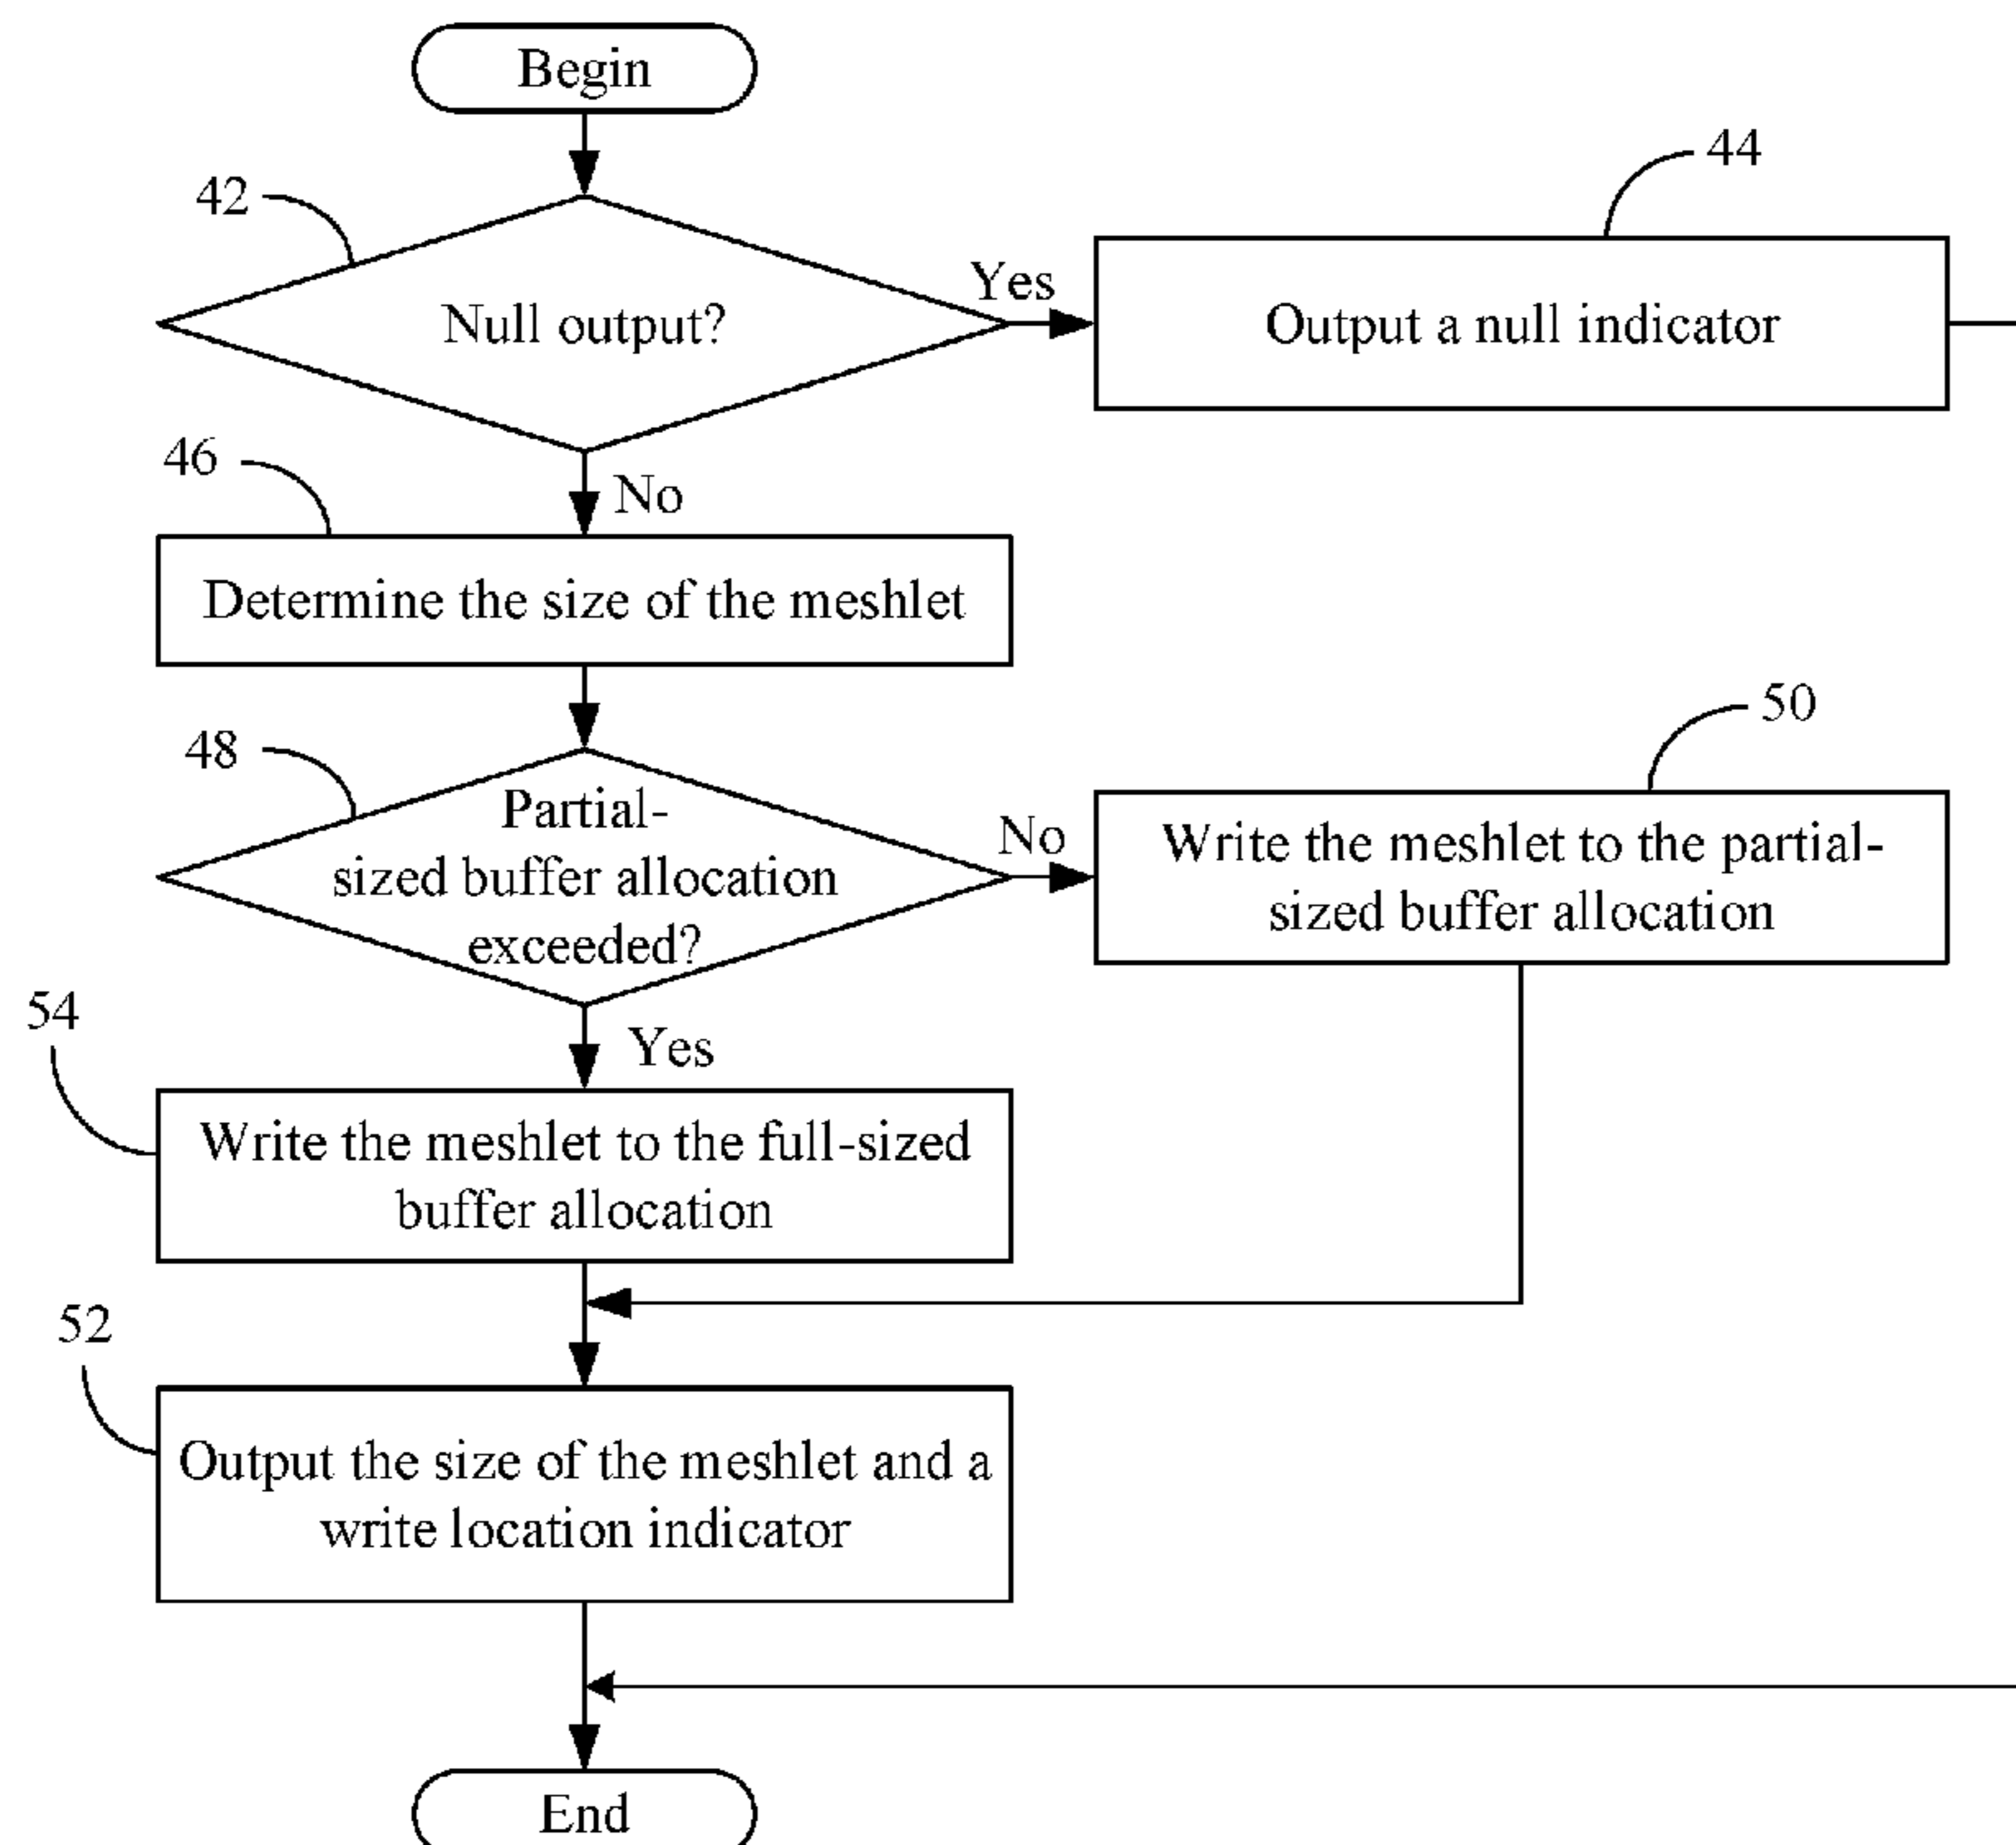 Begin
42
44
Null output?
Yes
Output a null indicator
46
No
Determine the size of the meshlet
48
50
Partial-
sized buffer allocation
exceeded?
No
Write the meshlet to the partial-
sized buffer allocation
54
Yes
Write the meshlet to the full-sized
buffer allocation
52
Output the size of the meshlet and a
write location indicator
End